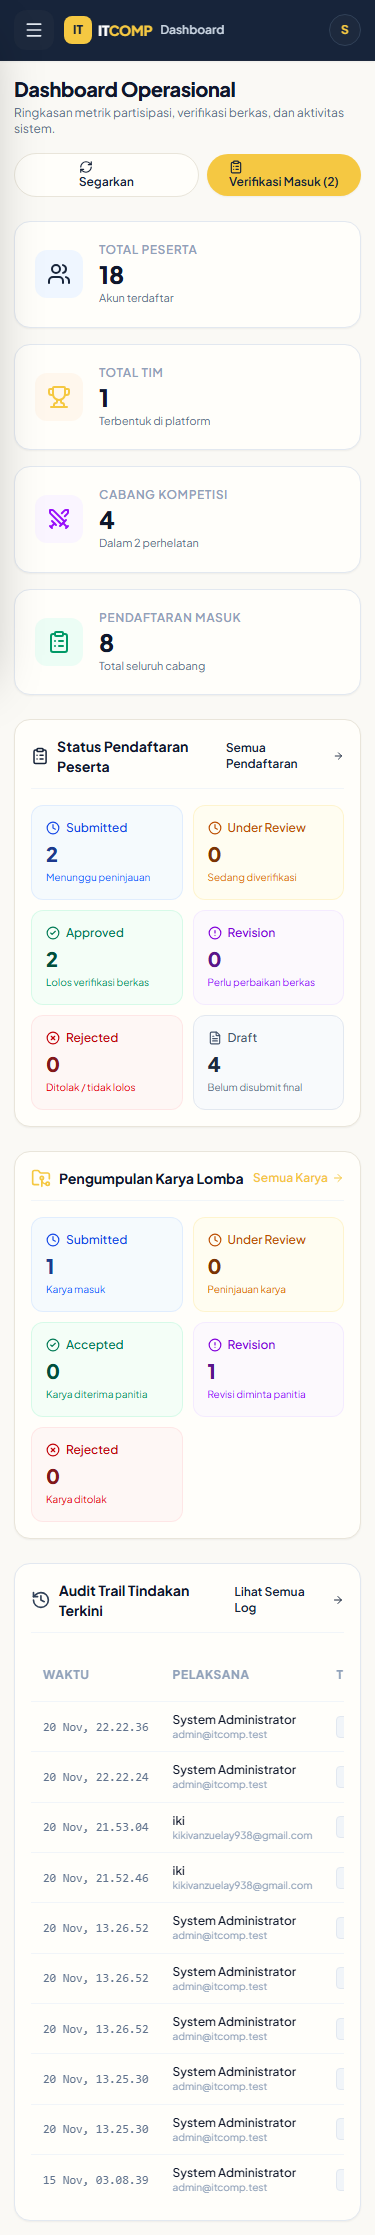 IT ITCOMP Dashboard S
Dashboard Operasional
Ringkasan metrik partisipasi, verifikasi berkas, dan aktivitas
sistem.
Segarkan
Verifikasi Masuk (2)
TOTAL PESERTA
18
Akun terdaftar
TOTAL TIM
1
Terbentuk di platform
CABANG KOMPETISI
4
Dalam 2 perhelatan
PENDAFTARAN MASUK
8
Total seluruh cabang
Status Pendaftaran
Peserta
Semua
Pendaftaran
Submitted
2
Menunggu peninjauan
Under Review
0
Sedang diverifikasi
Approved
2
Lolos verifikasi berkas
Revision
0
Perlu perbaikan berkas
Rejected
0
Ditolak / tidak lolos
Draft
4
Belum disubmit final
Pengumpulan Karya Lomba
Semua Karya
Submitted
1
Karya masuk
Under Review
0
Peninjauan karya
Accepted
0
Karya diterima panitia
Revision
1
Revisi diminta panitia
Rejected
0
Karya ditolak
Audit Trail Tindakan
Terkini
Lihat Semua
Log
WAKTU PELAKSANA T
20 Nov, 22.22.36 System Administrator
admin@itcomp.test
20 Nov, 22.22.24 System Administrator
admin@itcomp.test
20 Nov, 21.53.04 iki
kikivanzuelay938@gmail.com
20 Nov, 21.52.46 iki
kikivanzuelay938@gmail.com
20 Nov, 13.26.52 System Administrator
admin@itcomp.test
20 Nov, 13.26.52 System Administrator
admin@itcomp.test
20 Nov, 13.26.52 System Administrator
admin@itcomp.test
20 Nov, 13.25.30 System Administrator
admin@itcomp.test
20 Nov, 13.25.30 System Administrator
admin@itcomp.test
15 Nov, 03.08.39 System Administrator
admin@itcomp.test